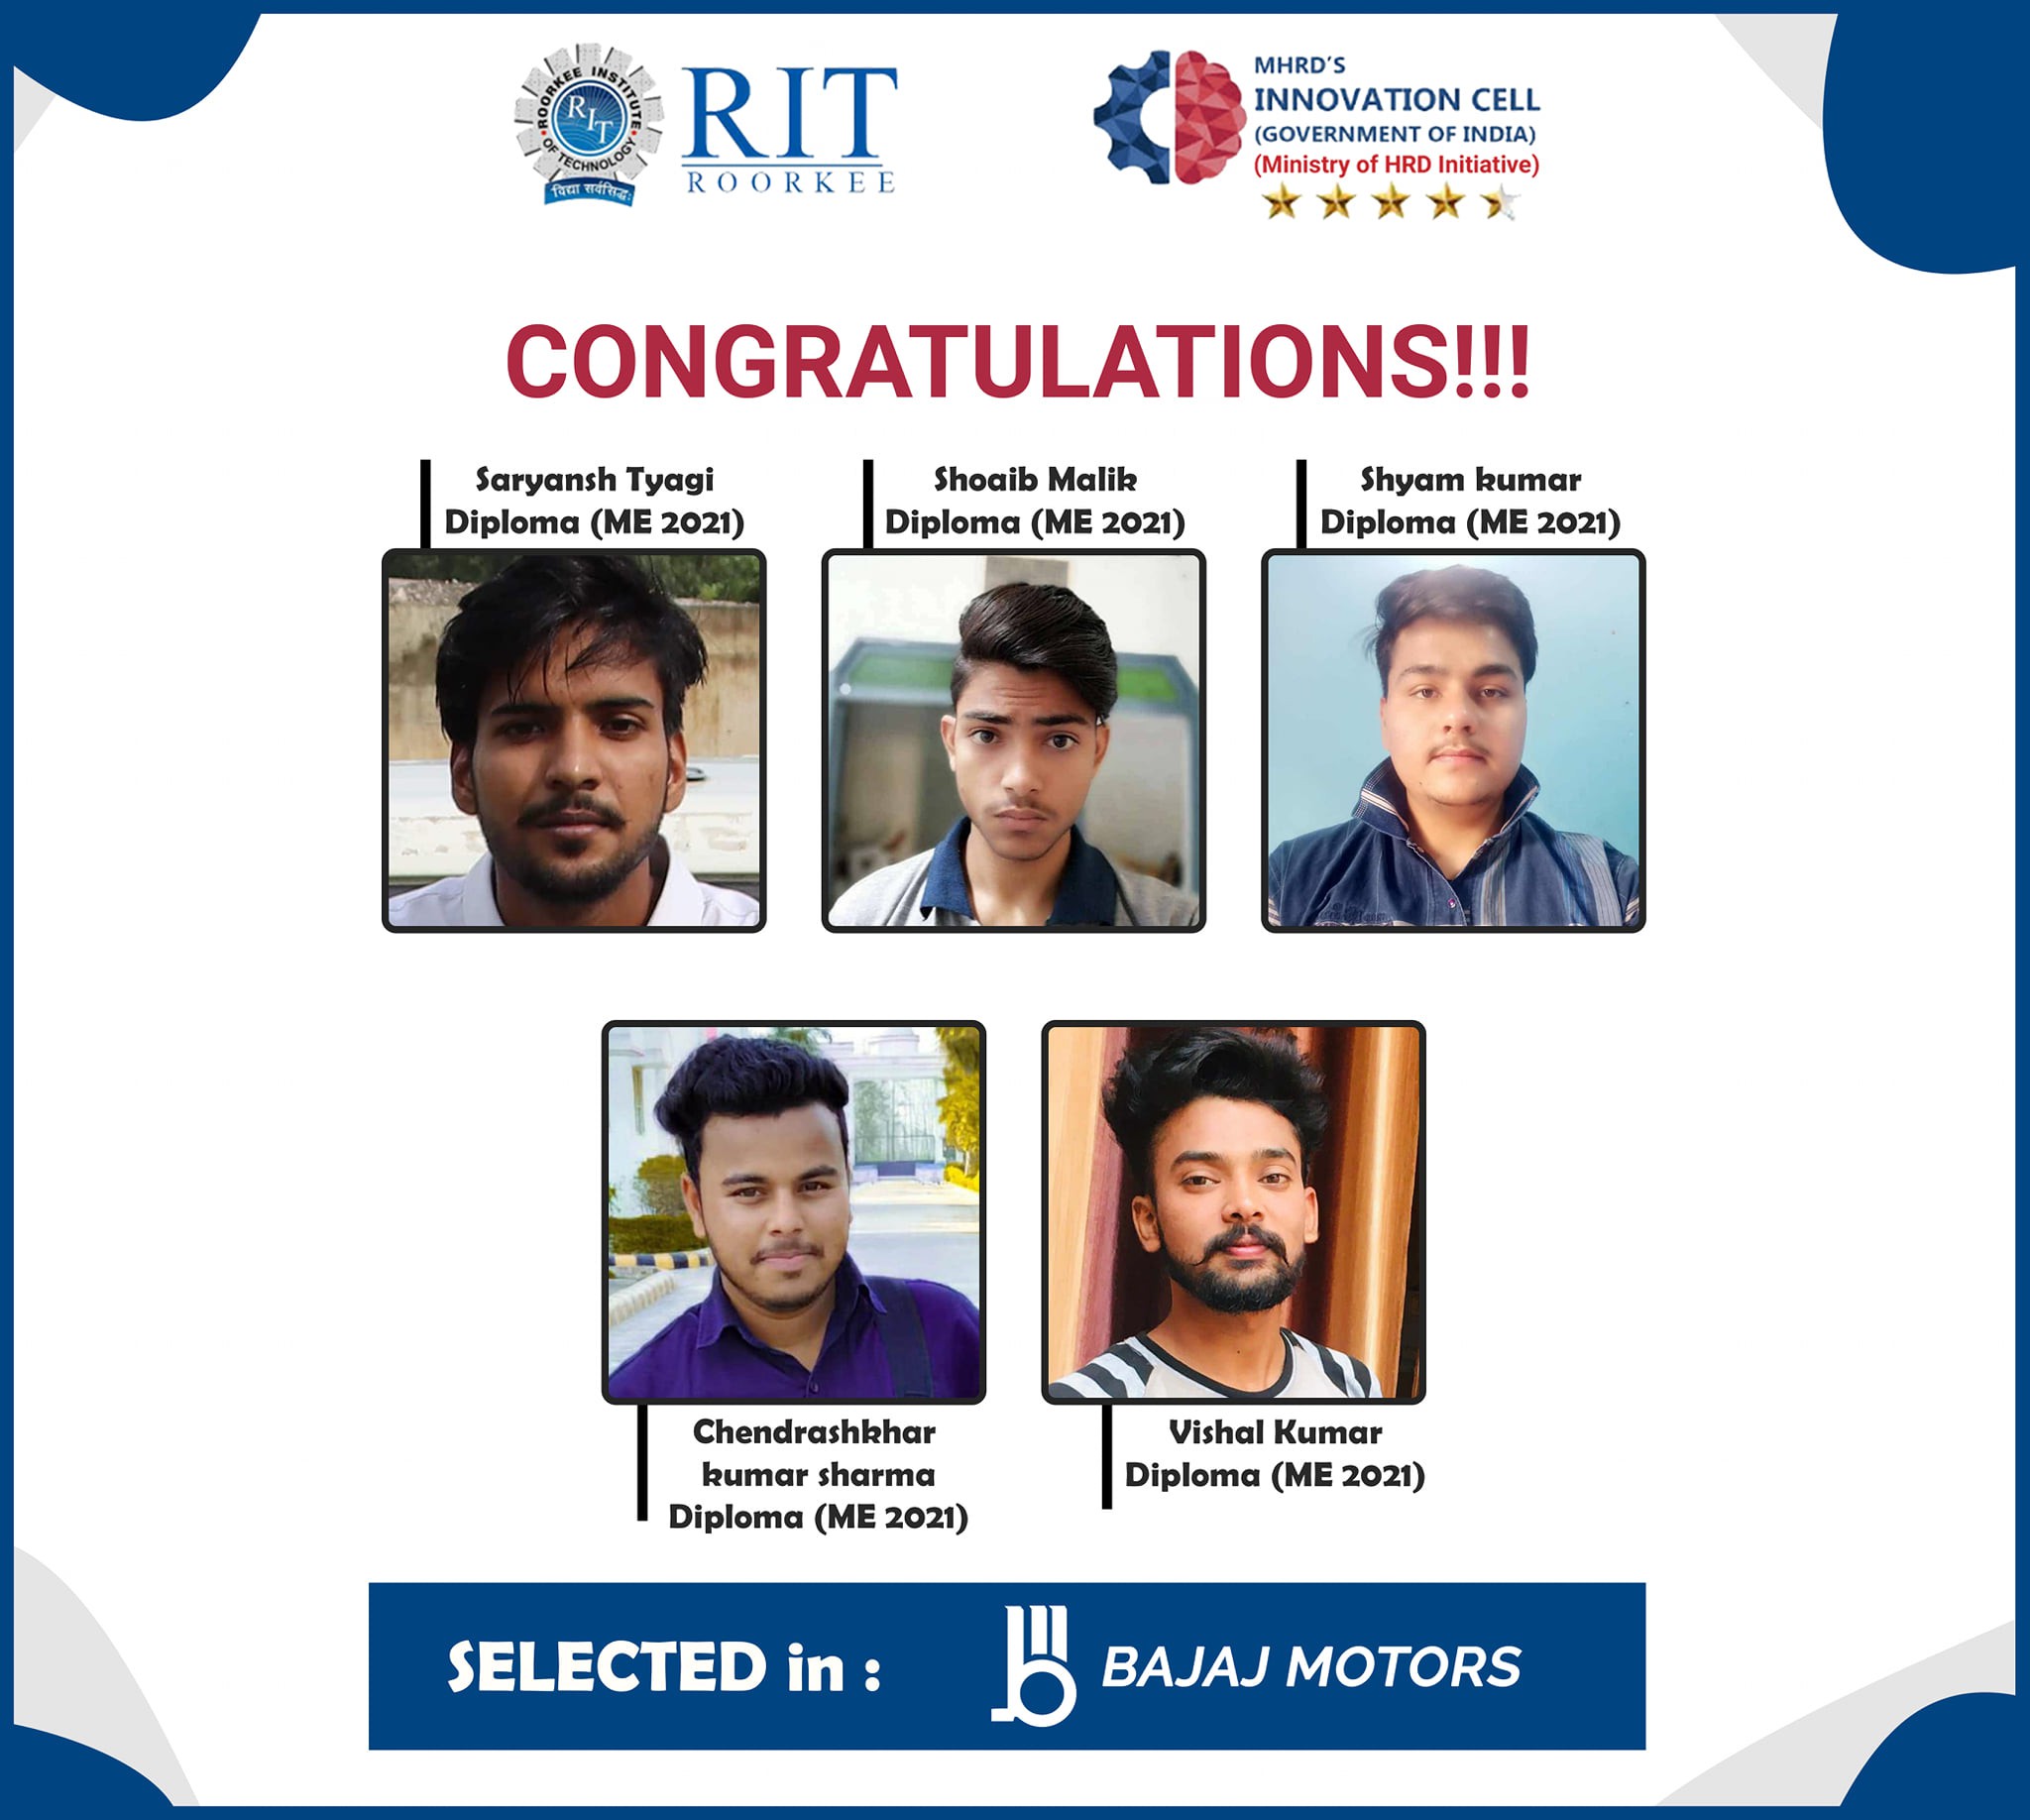 ROORKEE INSTITUTE
OF TECHNOLOGY
RIT
विद्या सर्वसिद्धः
RIT
ROORKEE
MHRD'S
INNOVATION CELL
(GOVERNMENT OF INDIA)
(Ministry of HRD Initiative)
CONGRATULATIONS!!!
Saryansh Tyagi
Diploma (ME 2021)
Shoaib Malik
Diploma (ME 2021)
Shyam kumar
Diploma (ME 2021)
Chendrashkhar
kumar sharma
Diploma (ME 2021)
Vishal Kumar
Diploma (ME 2021)
SELECTED in :
BAJAJ MOTORS